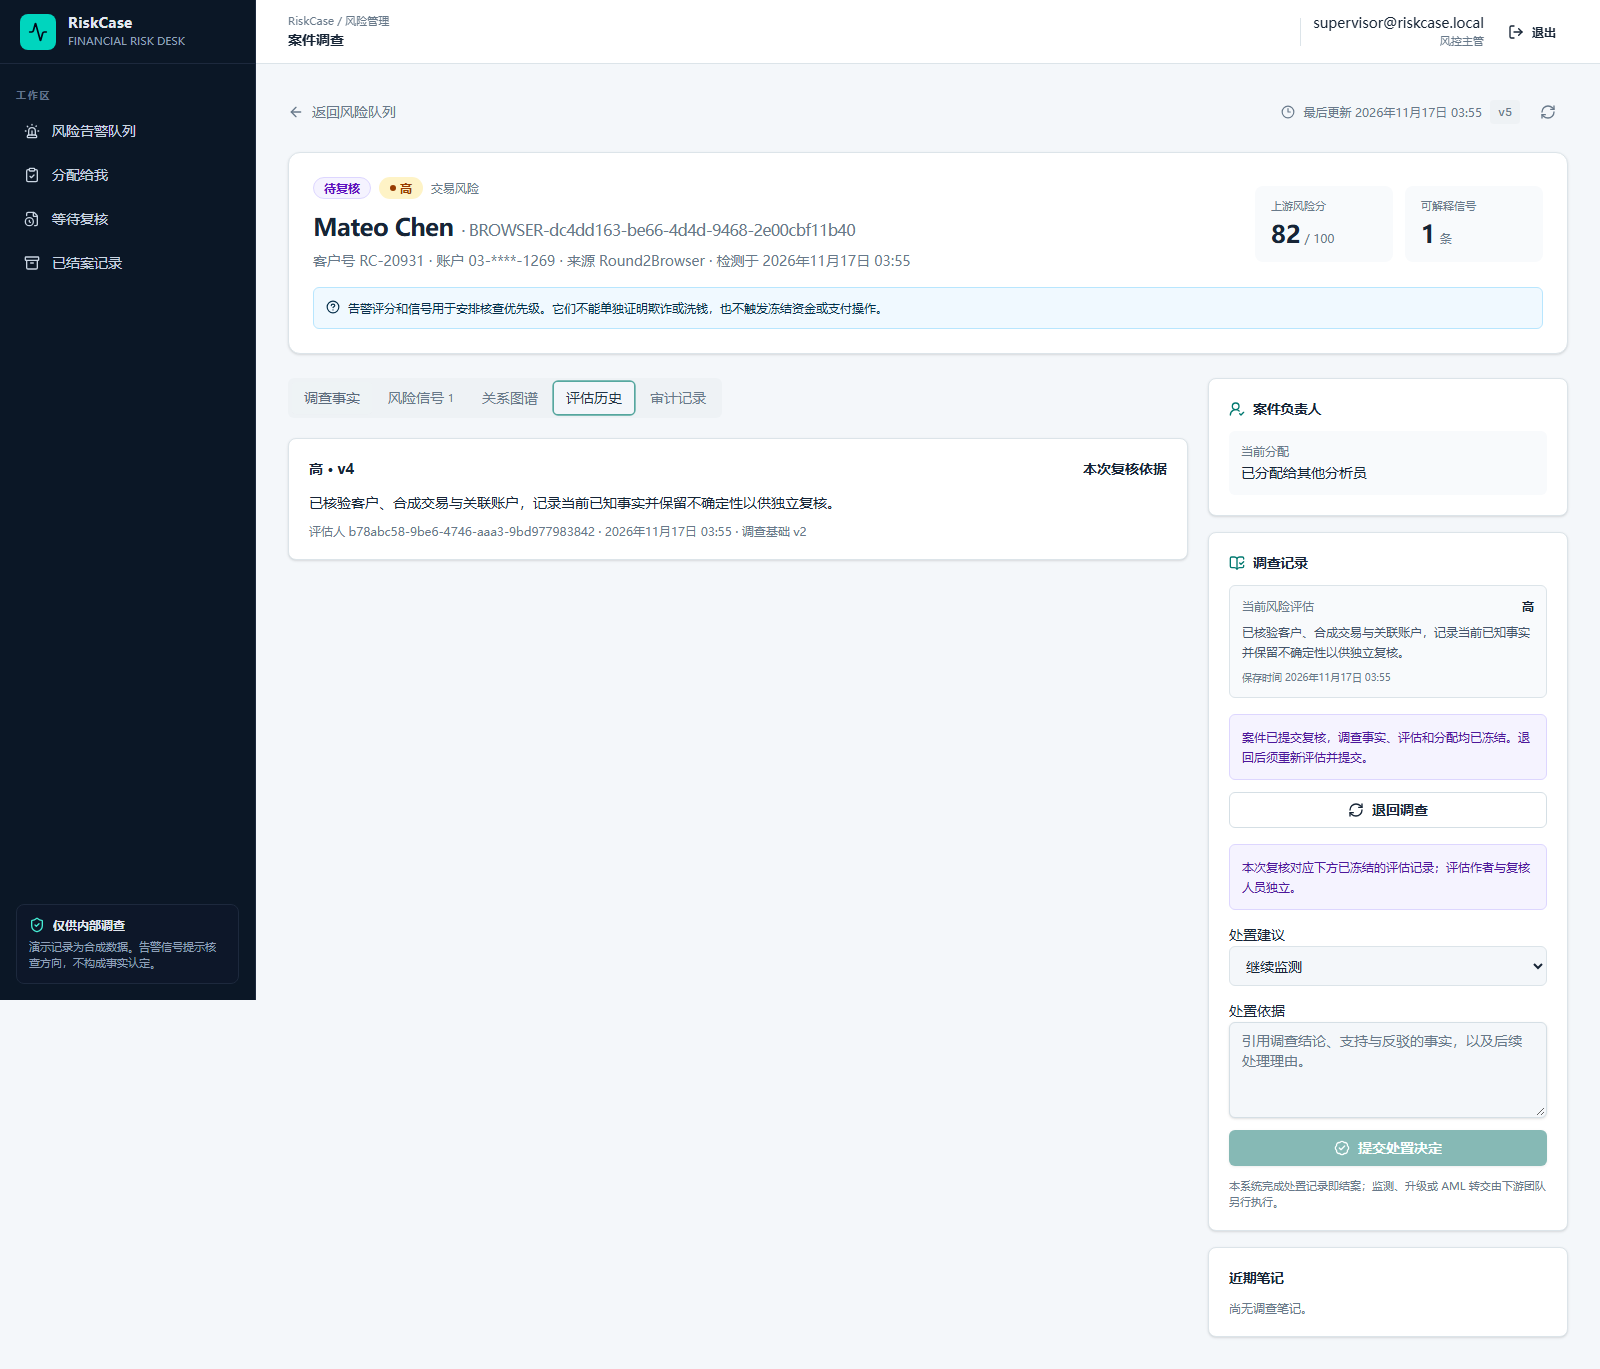 RiskCase
FINANCIAL RISK DESK
工作区
风险告警队列
分配给我
等待复核
已结案记录
仅供内部调查
演示记录为合成数据。告警信号提示核
查方向，不构成事实认定。
RiskCase / 风险管理
案件调查
supervisor@riskcase.local
风控主管
退出
返回风险队列
最后更新 2026年11月17日 03:55 v5
待复核 高 交易风险
Mateo Chen · BROWSER-dc4dd163-be66-4d4d-9468-2e00cbf11b40
客户号 RC-20931 · 账户 03-****-1269 · 来源 Round2Browser · 检测于 2026年11月17日 03:55
上游风险分
82 / 100
可解释信号
1 条
告警评分和信号用于安排核查优先级。它们不能单独证明欺诈或洗钱，也不触发冻结资金或支付操作。
调查事实 风险信号 1 关系图谱 评估历史 审计记录
高 • v4 本次复核依据
已核验客户、合成交易与关联账户，记录当前已知事实并保留不确定性以供独立复核。
评估人 b78abc58-9be6-4746-aaa3-9bd977983842 · 2026年11月17日 03:55 · 调查基础 v2
案件负责人
当前分配
已分配给其他分析员
调查记录
当前风险评估 高
已核验客户、合成交易与关联账户，记录当前已知事实
并保留不确定性以供独立复核。
保存时间 2026年11月17日 03:55
案件已提交复核，调查事实、评估和分配均已冻结。退
回后须重新评估并提交。
退回调查
本次复核对应下方已冻结的评估记录；评估作者与复核
人员独立。
处置建议
继续监测
处置依据
引用调查结论、支持与反驳的事实，以及后续
处理理由。
提交处置决定
本系统完成处置记录即结案；监测、升级或 AML 转交由下游团队
另行执行。
近期笔记
尚无调查笔记。